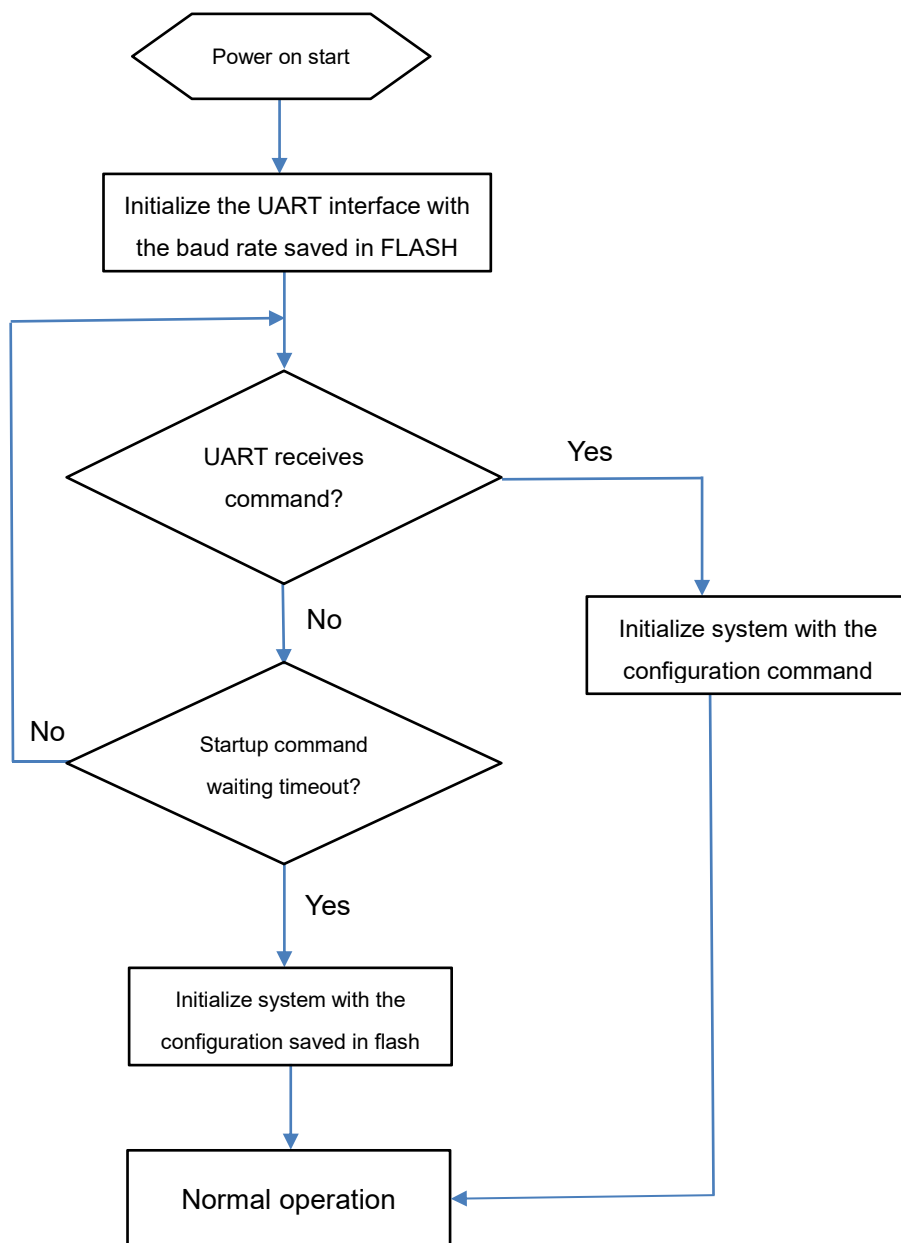 Power on start
Initialize the UART interface with
the baud rate saved in FLASH
UART receives
command?
Yes
No
Initialize system with the
configuration command
No
Startup command
waiting timeout?
Yes
Initialize system with the
configuration saved in flash
Normal operation